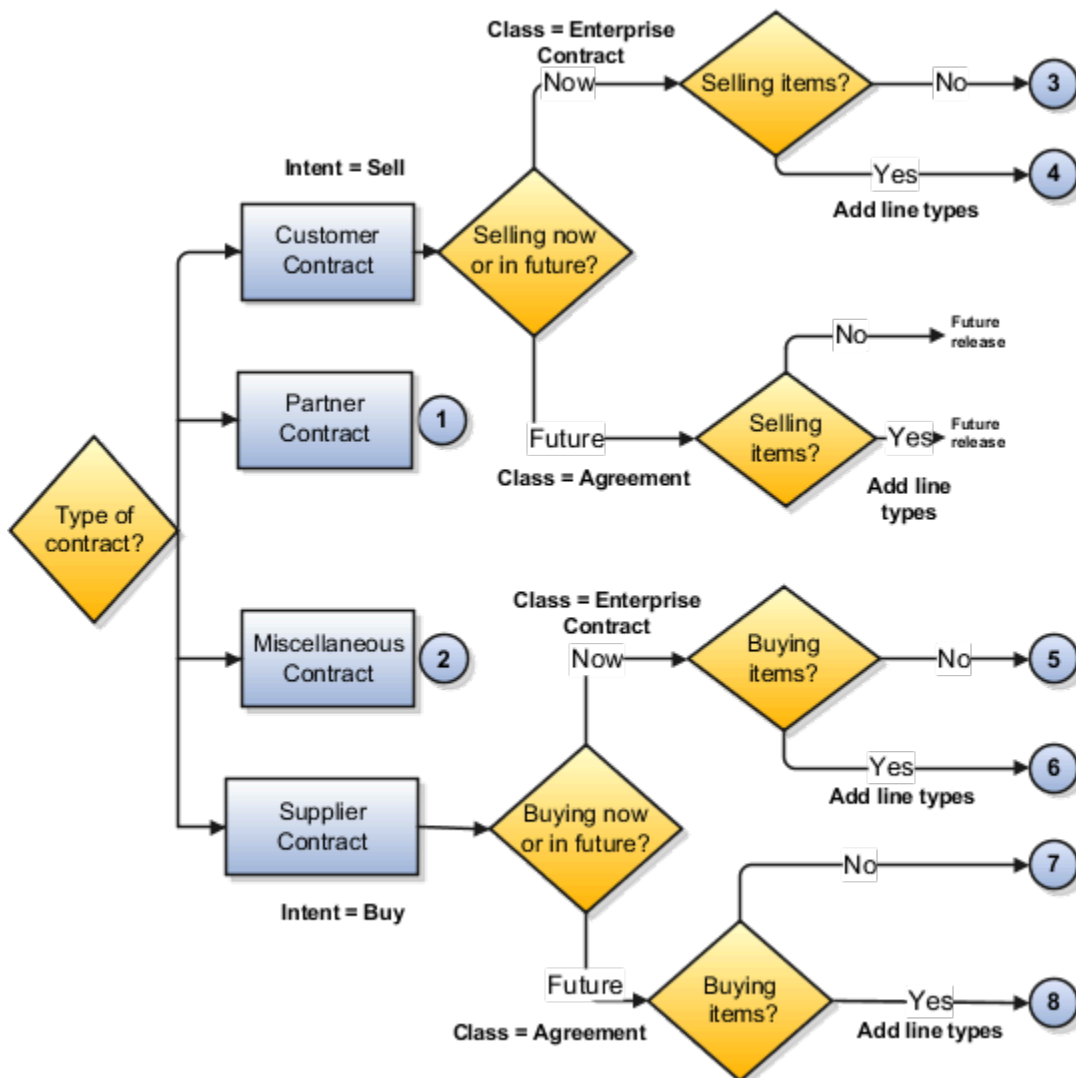 Class = Enterprise
Contract
Now
Selling items?
No
3
Yes
4
Add line types
Intent = Sell
Customer
Contract
Selling now
or in future?
No
Future
release
Selling
items?
Yes
Future
release
Future
Class = Agreement
Add line
types
Partner
Contract
1
Type of
contract?
Miscellaneous
Contract
2
Class = Enterprise
Contract
Now
Buying
items?
No
5
Yes
6
Add line types
Supplier
Contract
Buying now
or in future?
Intent = Buy
No
7
Future
Buying
items?
Yes
8
Class = Agreement
Add line types